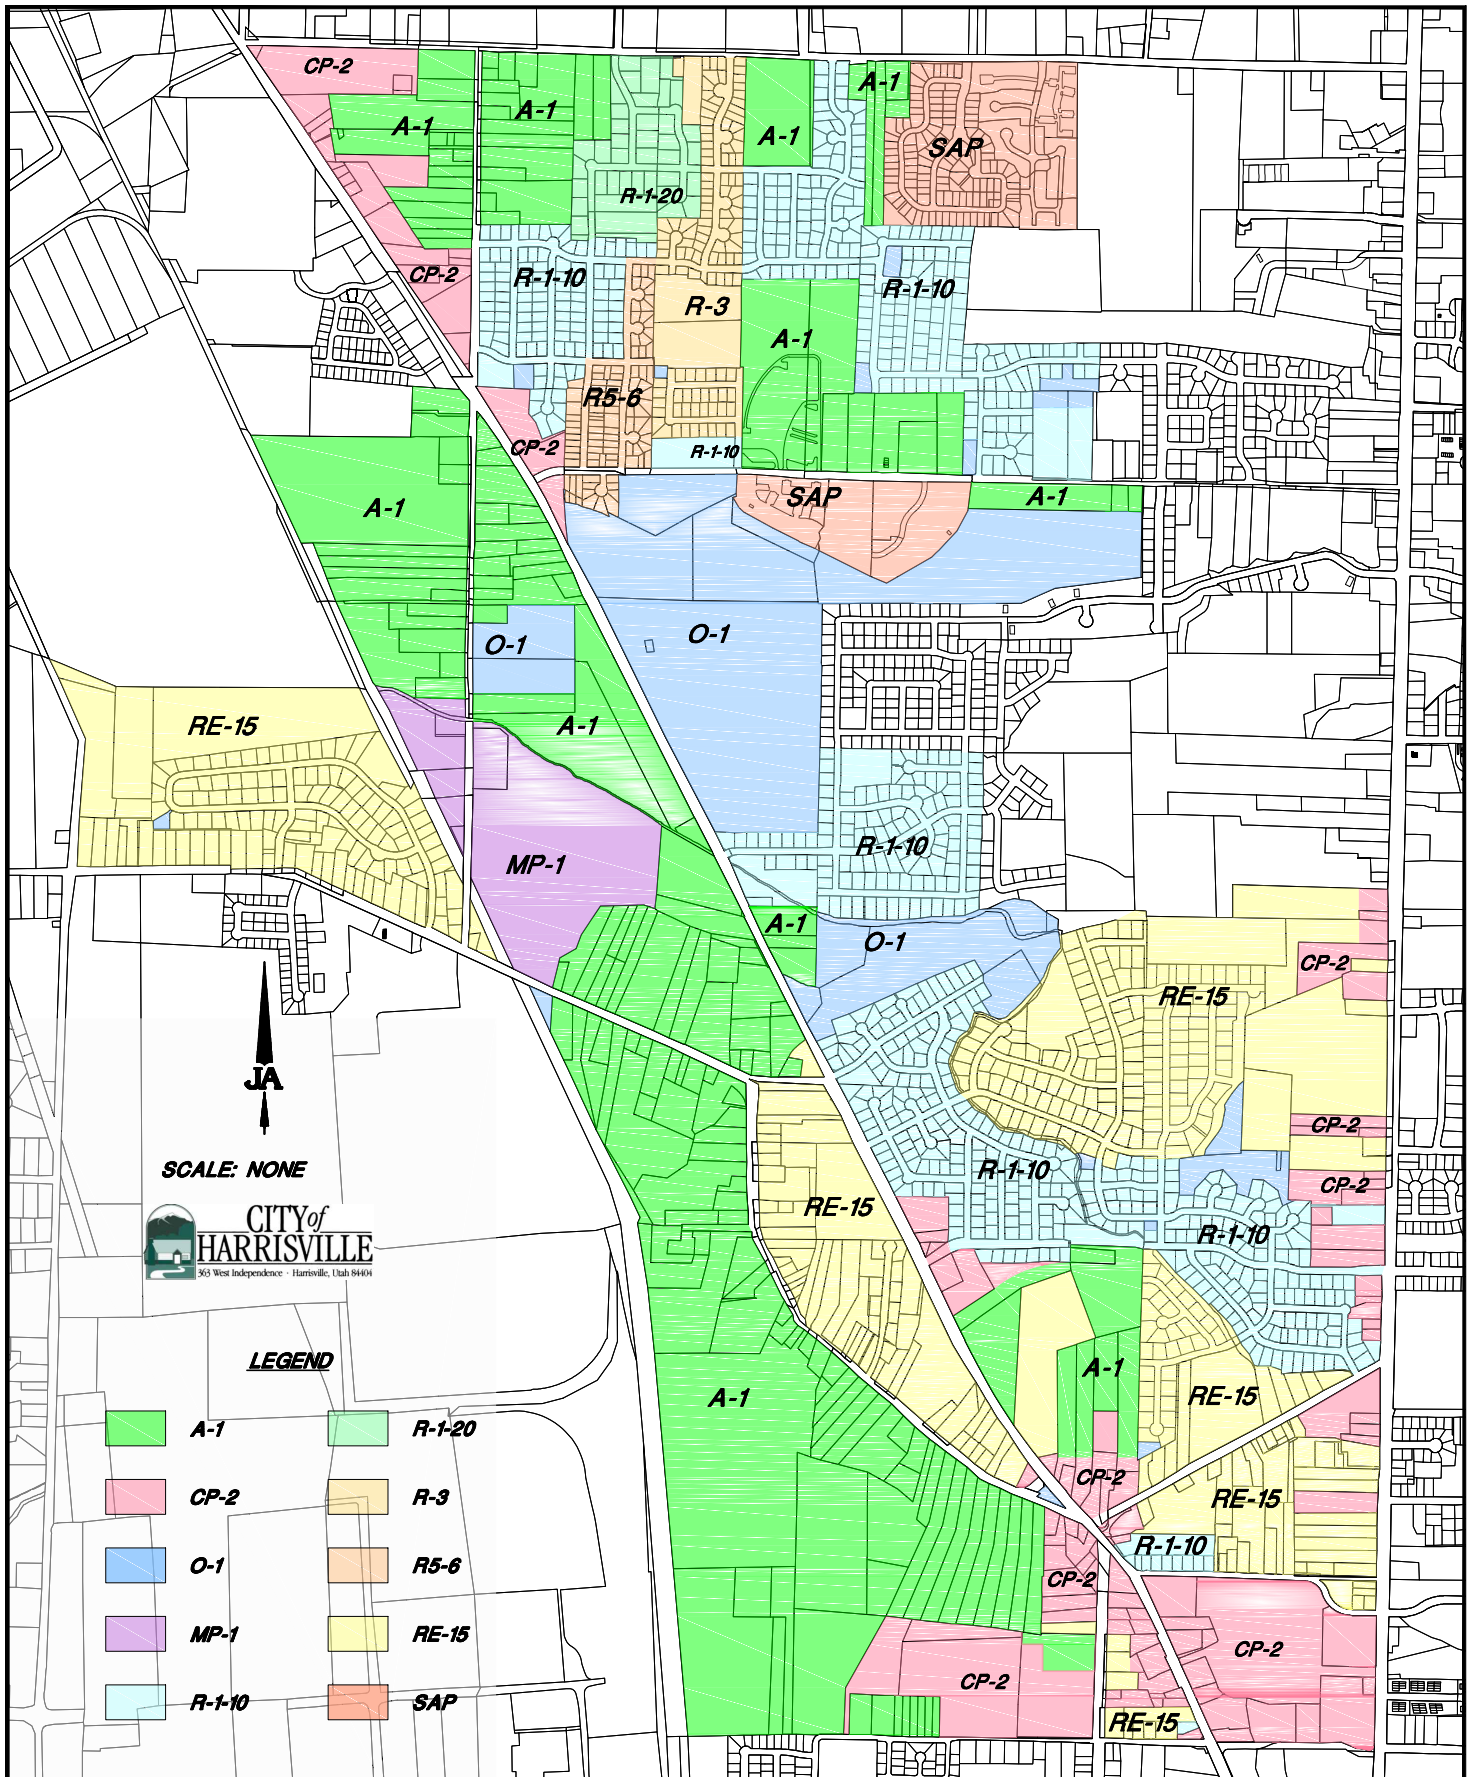 CP-2
A-1
A-1
A-1
A-1
SAP
R-1-20
CP-2
R-1-10
R-3
R-1-10
A-1
R5-6
CP-2
R-1-10
A-1
SAP
A-1
O-1
O-1
RE-15
A-1
MP-1
R-1-10
A-1
O-1
CP-2
RE-15
JA
CP-2
SCALE: NONE
R-1-10
CP-2
RE-15
CITY of
HARRISVILLE
363 West Independence · Harrisville, Utah 84404
R-1-10
LEGEND
A-1
A-1
RE-15
A-1
R-1-20
CP-2
CP-2
R-3
RE-15
R-1-10
O-1
R5-6
CP-2
MP-1
RE-15
CP-2
CP-2
R-1-10
SAP
RE-15